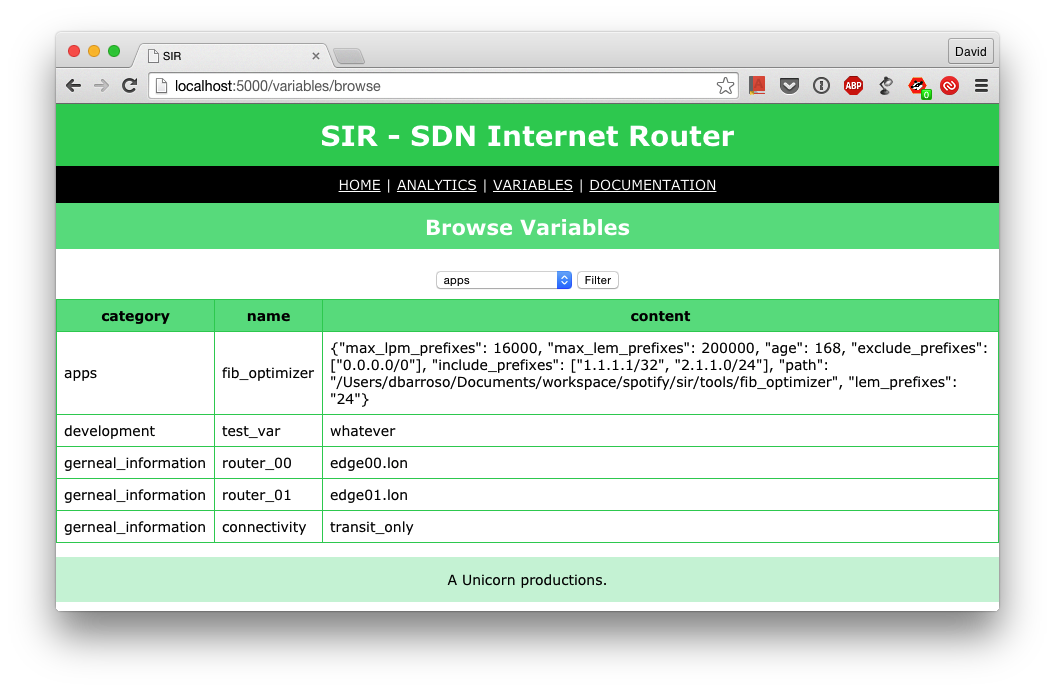 SIR
David
localhost:5000/variables/browse
ABP
0
SIR - SDN Internet Router
HOME | ANALYTICS | VARIABLES | DOCUMENTATION
Browse Variables
apps Filter
category name content
apps fib_optimizer {"max_lpm_prefixes": 16000, "max_lem_prefixes": 200000, "age": 168, "exclude_prefixes":
["0.0.0.0/0"], "include_prefixes": ["1.1.1.1/32", "2.1.1.0/24"], "path":
"/Users/dbarroso/Documents/workspace/spotify/sir/tools/fib_optimizer", "lem_prefixes":
"24"}
development test_var whatever
gerneal_information router_00 edge00.lon
gerneal_information router_01 edge01.lon
gerneal_information connectivity transit_only
A Unicorn productions.